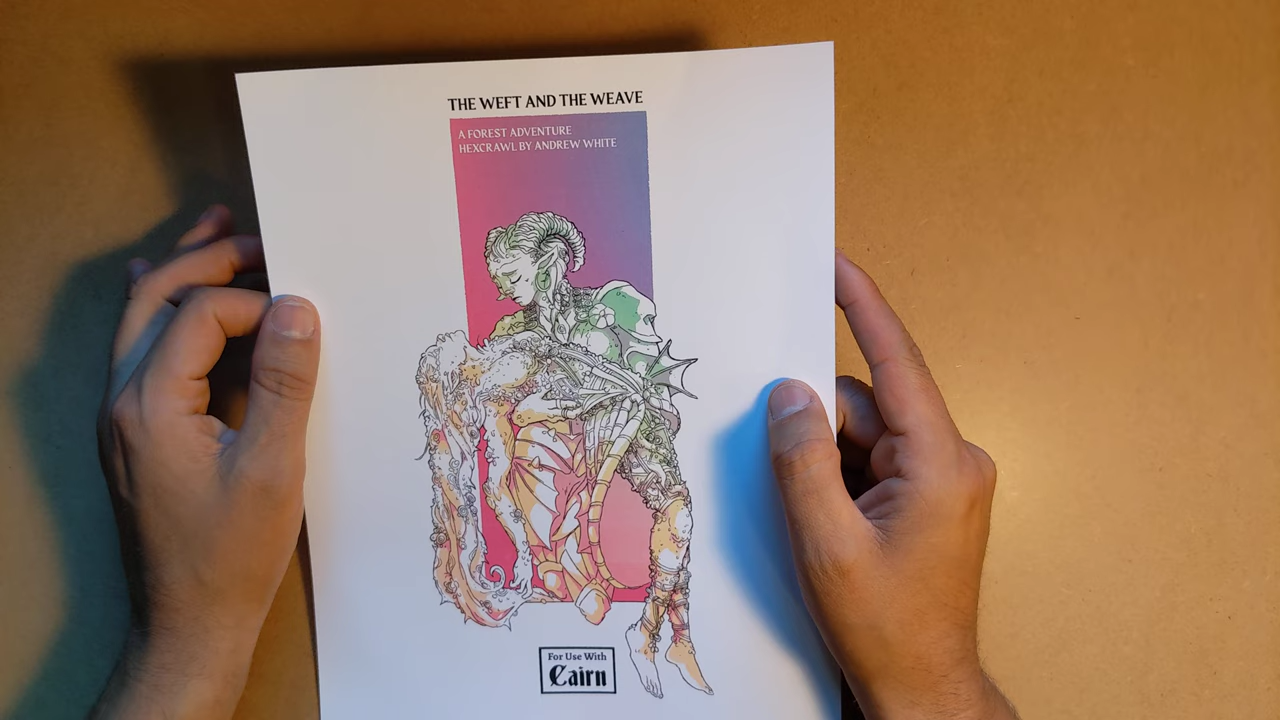 THE WEFT AND THE WEAVE
A FOREST ADVENTURE
HEXCRAWL BY ANDREW WHITE
For Use With
Cairn